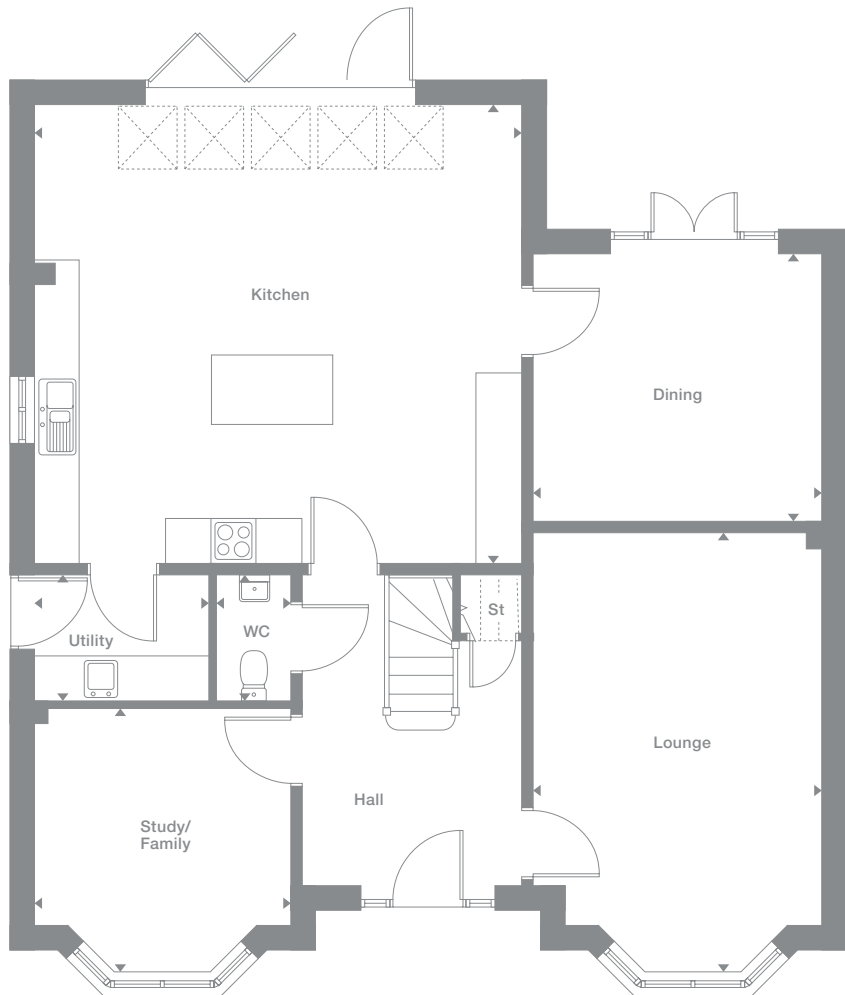 Kitchen
Dining
St
WC
Utility
Lounge
Hall
Study/
Family